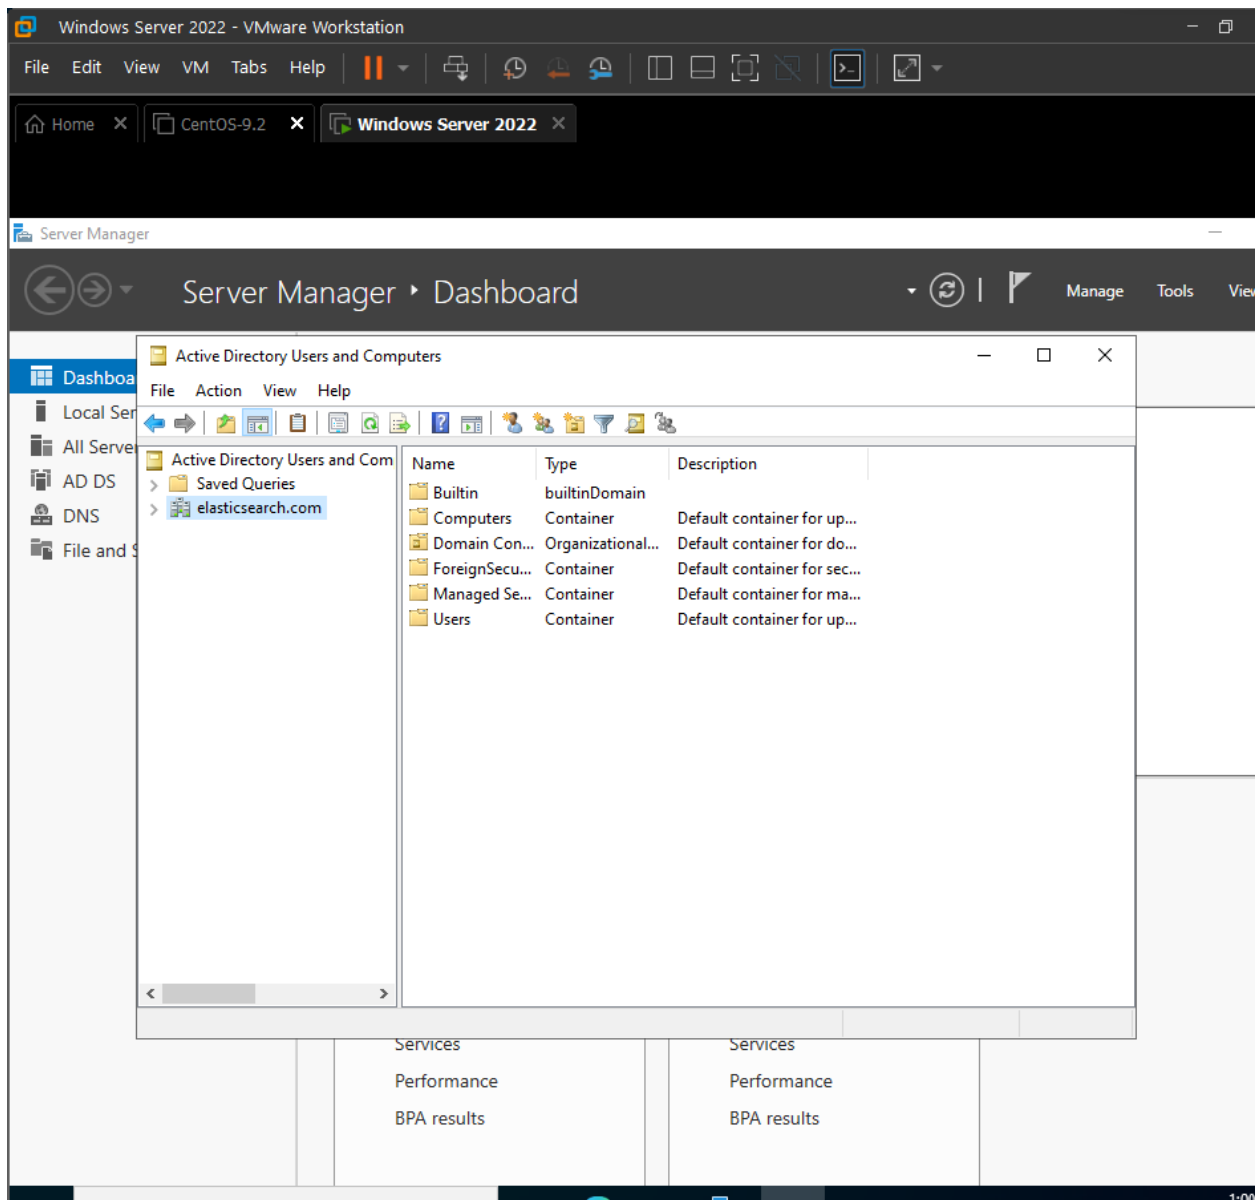 Windows Server 2022 - VMware Workstation
File Edit View VM Tabs Help
Home CentOS-9.2 Windows Server 2022
Server Manager
Server Manager Dashboard Manage Tools View
Active Directory Users and Computers
Dashboa
File Action View Help
Local Ser
All Server
AD DS
DNS
File and S
Active Directory Users and Com
Saved Queries
elasticsearch.com
Name Type Description
Builtin builtinDomain
Computers Container Default container for up...
Domain Con... Organizational... Default container for do...
ForeignSecu... Container Default container for sec...
Managed Se... Container Default container for ma...
Users Container Default container for up...
Services Services
Performance Performance
BPA results BPA results